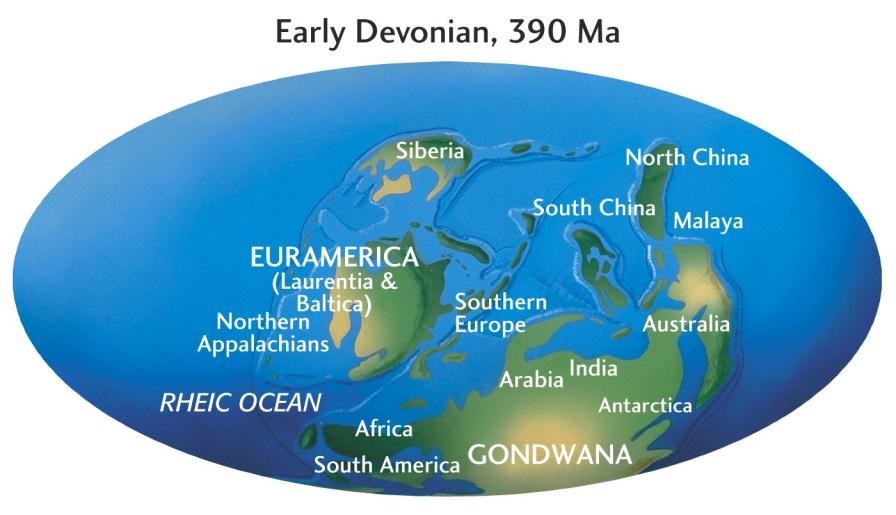 Early Devonian, 390 Ma
Siberia
North China
South China
Malaya
EURAMERICA
(Laurentia &
Baltica)
Northern
Appalachians
Southern
Europe
Australia
India
Arabia
Antarctica
RHEIC OCEAN
Africa
GONDWANA
South America